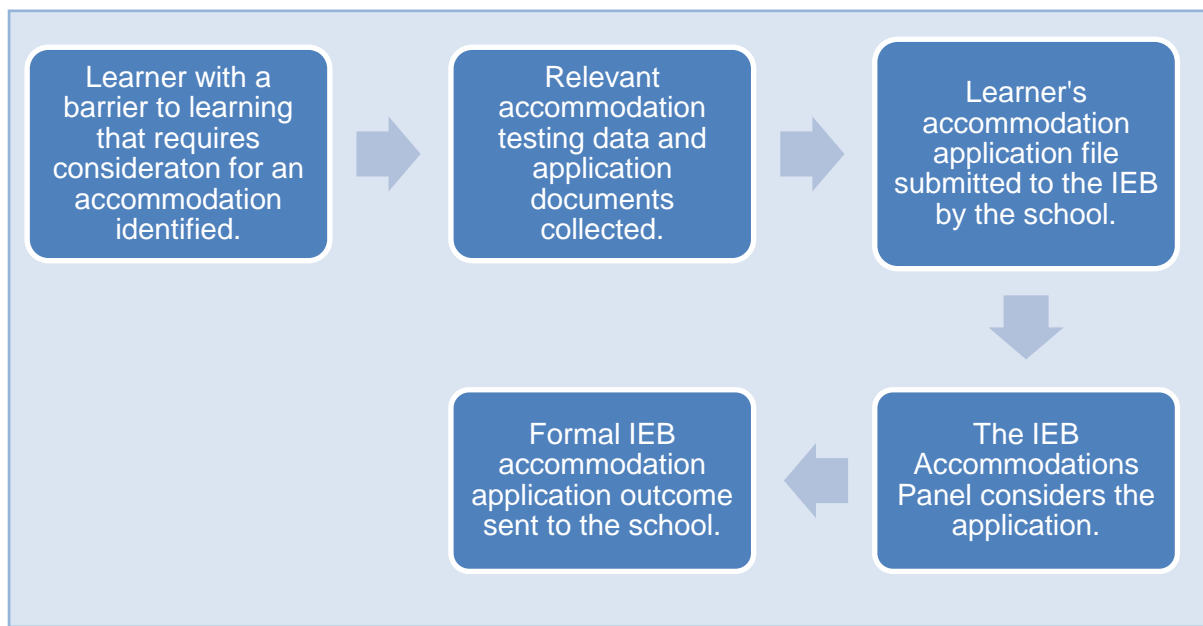 Learner with a
barrier to learning
that requires
consideraton for an
accommodation
identified.
Relevant
accommodation
testing data and
application
documents
collected.
Learner's
accommodation
application file
submitted to the IEB
by the school.
The IEB
Accommodations
Panel considers the
application.
Formal IEB
accommodation
application outcome
sent to the school.